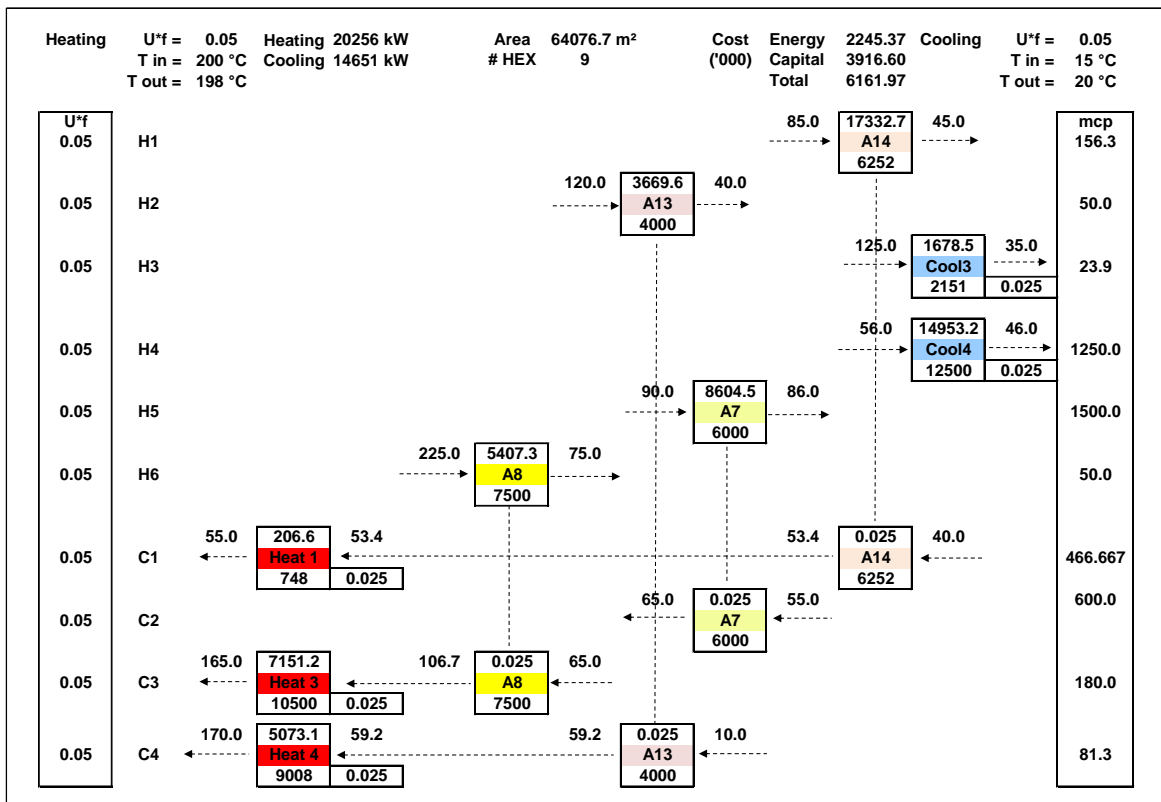 Heating U*f = 0.05 Heating 20256 kW Area 64076.7 m² Cost Energy 2245.37 Cooling U*f = 0.05
T in = 200 °C Cooling 14651 kW # HEX 9 ('000) Capital 3916.60 T in = 15 °C
T out = 198 °C Total 6161.97 T out = 20 °C
U*f 85.0 17332.7 45.0 mcp
0.05 H1 A14 156.3
6252
120.0 3669.6 40.0
0.05 H2 A13 50.0
4000
125.0 1678.5 35.0
0.05 H3 Cool3 23.9
2151 0.025
56.0 14953.2 46.0
0.05 H4 Cool4 1250.0
12500 0.025
90.0 8604.5 86.0
0.05 H5 A7 1500.0
6000
225.0 5407.3 75.0
0.05 H6 A8 50.0
7500
55.0 206.6 53.4 53.4 0.025 40.0
0.05 C1 Heat 1 A14 466.667
748 0.025 6252
65.0 0.025 55.0 600.0
0.05 C2 A7
6000
165.0 7151.2 106.7 0.025 65.0
0.05 C3 Heat 3 A8 180.0
10500 0.025 7500
170.0 5073.1 59.2 59.2 0.025 10.0
0.05 C4 Heat 4 A13 81.3
9008 0.025 4000